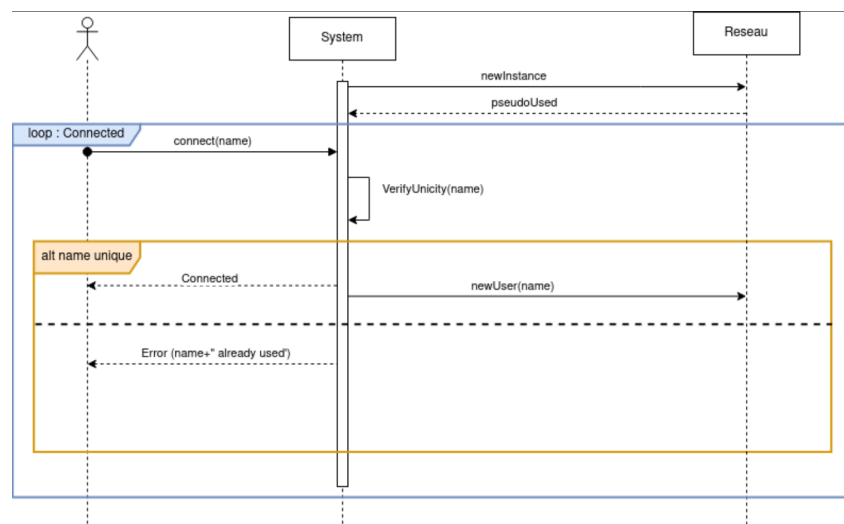 System
Reseau
newInstance
pseudoUsed
loop : Connected
connect(name)
VerifyUnicity(name)
alt name unique
Connected
newUser(name)
Error (name+" already used')